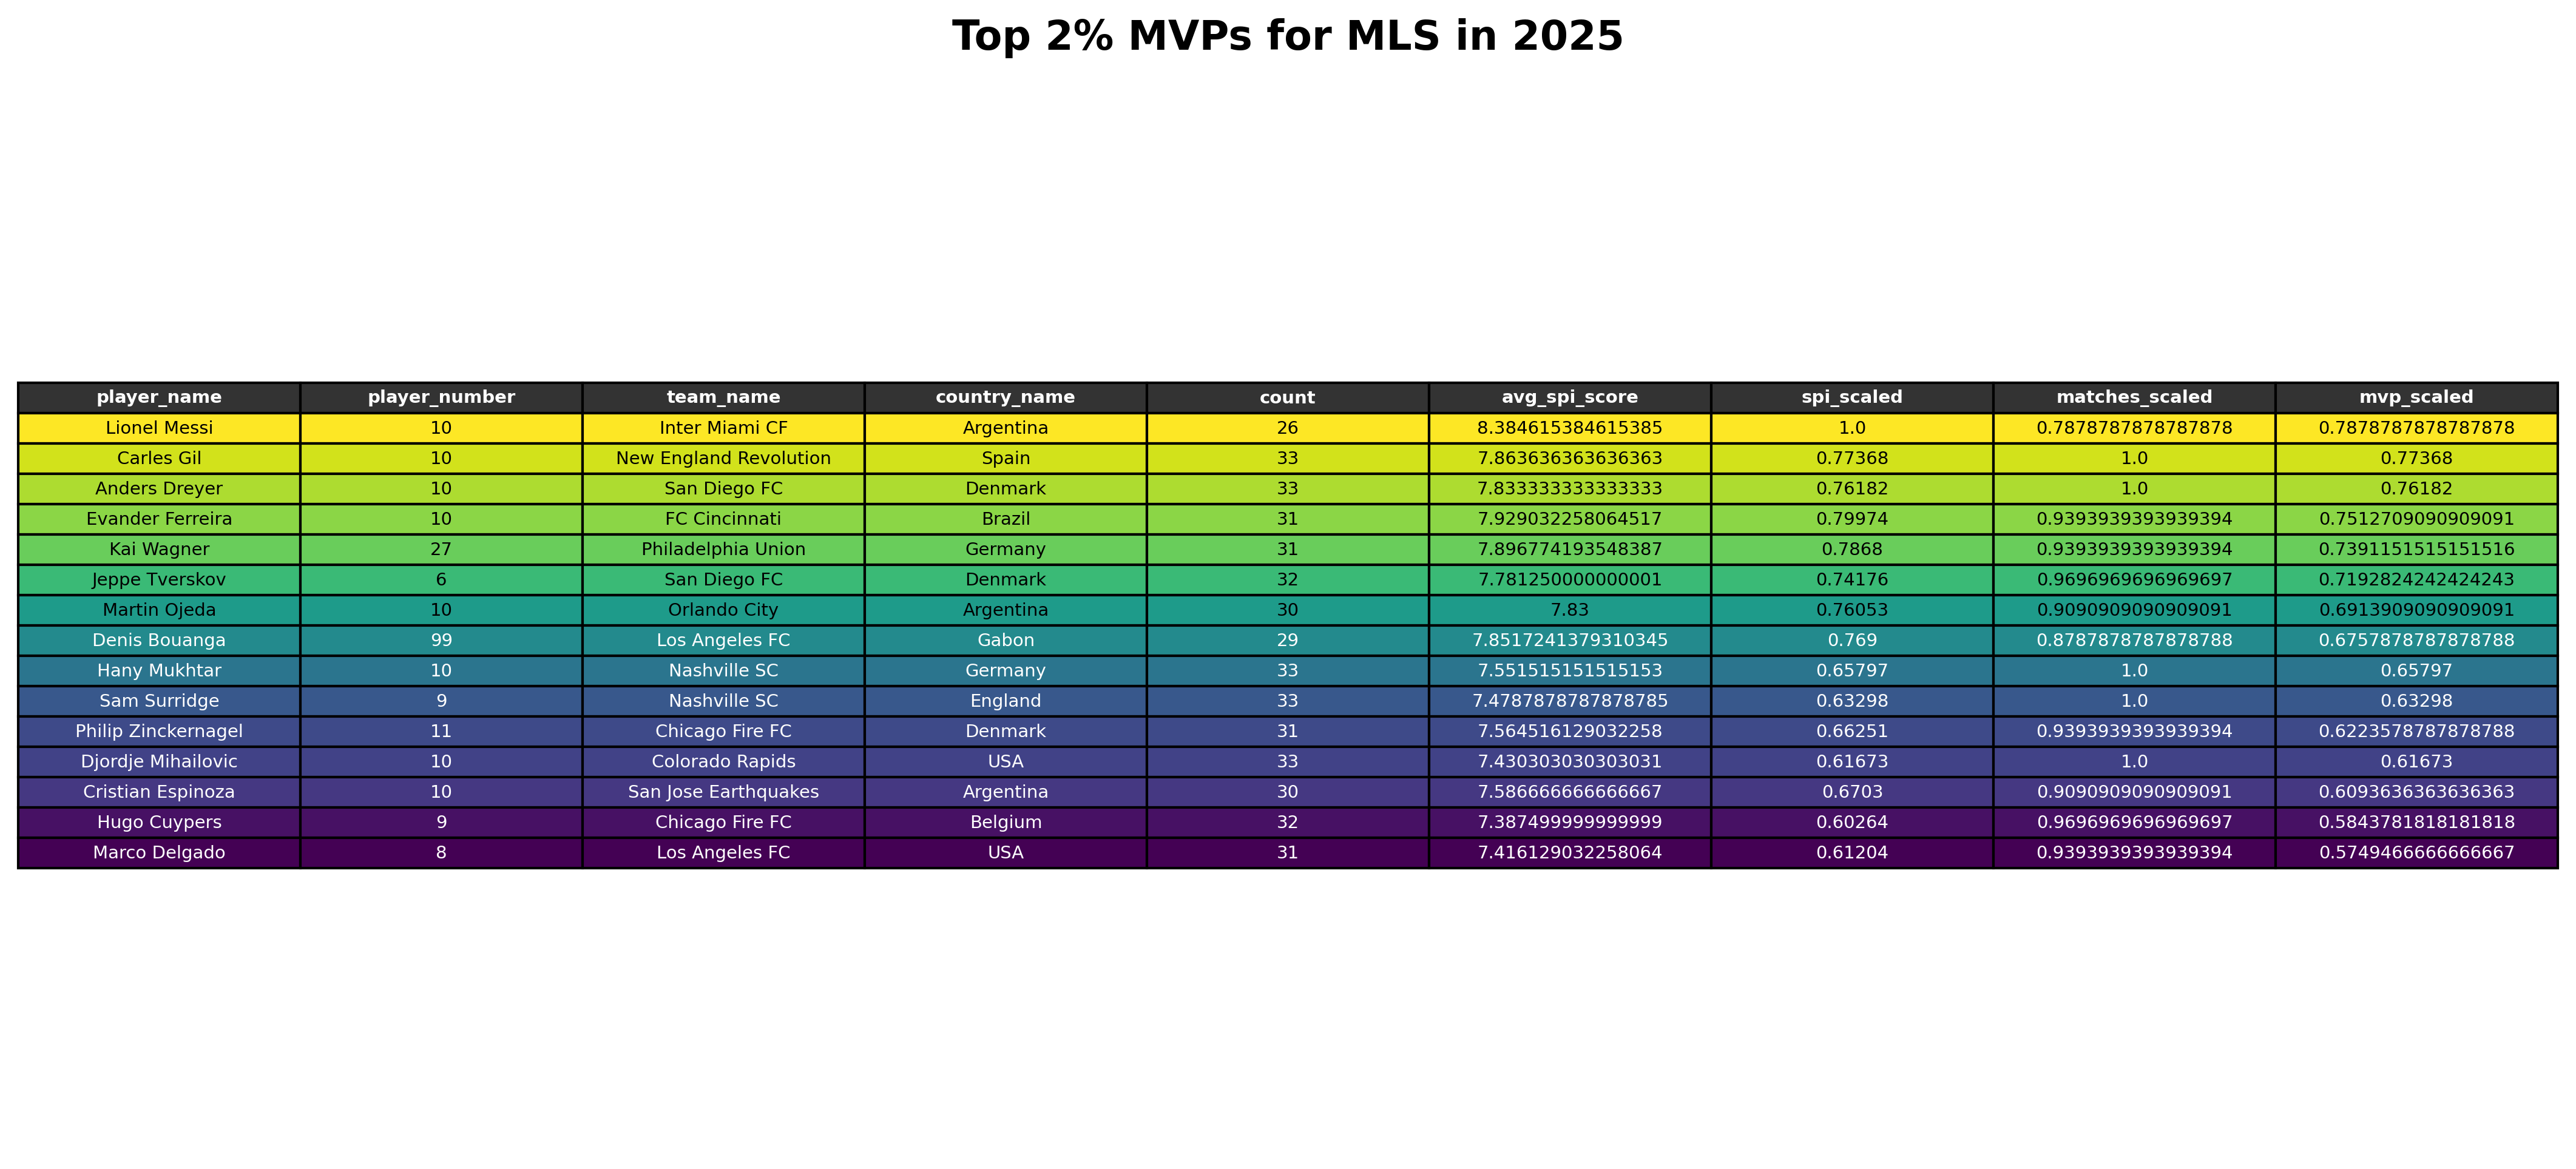 Top 2% MVPs for MLS in 2025
player_name player_number team_name country_name count avg_spi_score spi_scaled matches_scaled mvp_scaled
Lionel Messi 10 Inter Miami CF Argentina 26 8.384615384615385 1.0 0.7878787878787878 0.7878787878787878
Carles Gil 10 New England Revolution Spain 33 7.863636363636363 0.77368 1.0 0.77368
Anders Dreyer 10 San Diego FC Denmark 33 7.833333333333333 0.76182 1.0 0.76182
Evander Ferreira 10 FC Cincinnati Brazil 31 7.929032258064517 0.79974 0.9393939393939394 0.7512709090909091
Kai Wagner 27 Philadelphia Union Germany 31 7.896774193548387 0.7868 0.9393939393939394 0.7391151515151516
Jeppe Tverskov 6 San Diego FC Denmark 32 7.781250000000001 0.74176 0.9696969696969697 0.7192824242424243
Martin Ojeda 10 Orlando City Argentina 30 7.83 0.76053 0.9090909090909091 0.6913909090909091
Denis Bouanga 99 Los Angeles FC Gabon 29 7.8517241379310345 0.769 0.8787878787878788 0.6757878787878788
Hany Mukhtar 10 Nashville SC Germany 33 7.551515151515153 0.65797 1.0 0.65797
Sam Surridge 9 Nashville SC England 33 7.4787878787878785 0.63298 1.0 0.63298
Philip Zinckernagel 11 Chicago Fire FC Denmark 31 7.564516129032258 0.66251 0.9393939393939394 0.6223578787878788
Djordje Mihailovic 10 Colorado Rapids USA 33 7.430303030303031 0.61673 1.0 0.61673
Cristian Espinoza 10 San Jose Earthquakes Argentina 30 7.586666666666667 0.6703 0.9090909090909091 0.6093636363636363
Hugo Cuypers 9 Chicago Fire FC Belgium 32 7.387499999999999 0.60264 0.9696969696969697 0.5843781818181818
Marco Delgado 8 Los Angeles FC USA 31 7.416129032258064 0.61204 0.9393939393939394 0.5749466666666667